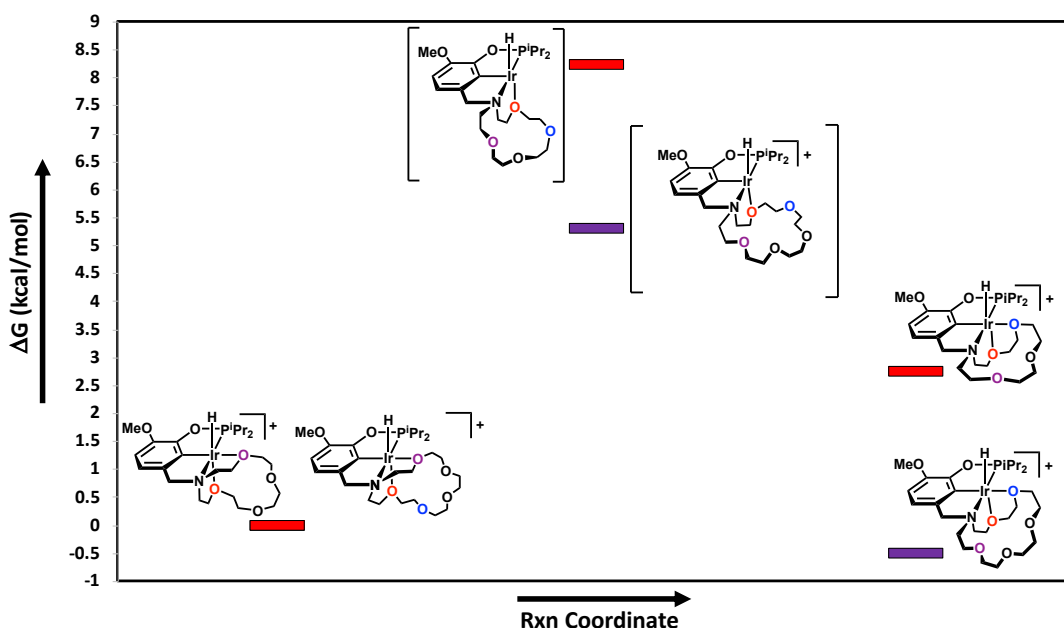 ΔG (kcal/mol)
9
8.5
8
7.5
7
6.5
6
5.5
5
4.5
4
3.5
3
2.5
2
1.5
1
0.5
0
-0.5
-1
H
MeO O PⁱPr₂
Ir
N O
O
O
O
H
MeO O PⁱPr₂ +
Ir
N O O
O
O O
H
MeO O PiPr₂ +
Ir O
N O O
O O
H
MeO O PⁱPr₂ +
Ir O
N O
O
O
H
MeO O PⁱPr₂ +
Ir O
O
N O O
O
H
MeO O PiPr₂ +
Ir O
N O O
O O
O
Rxn Coordinate